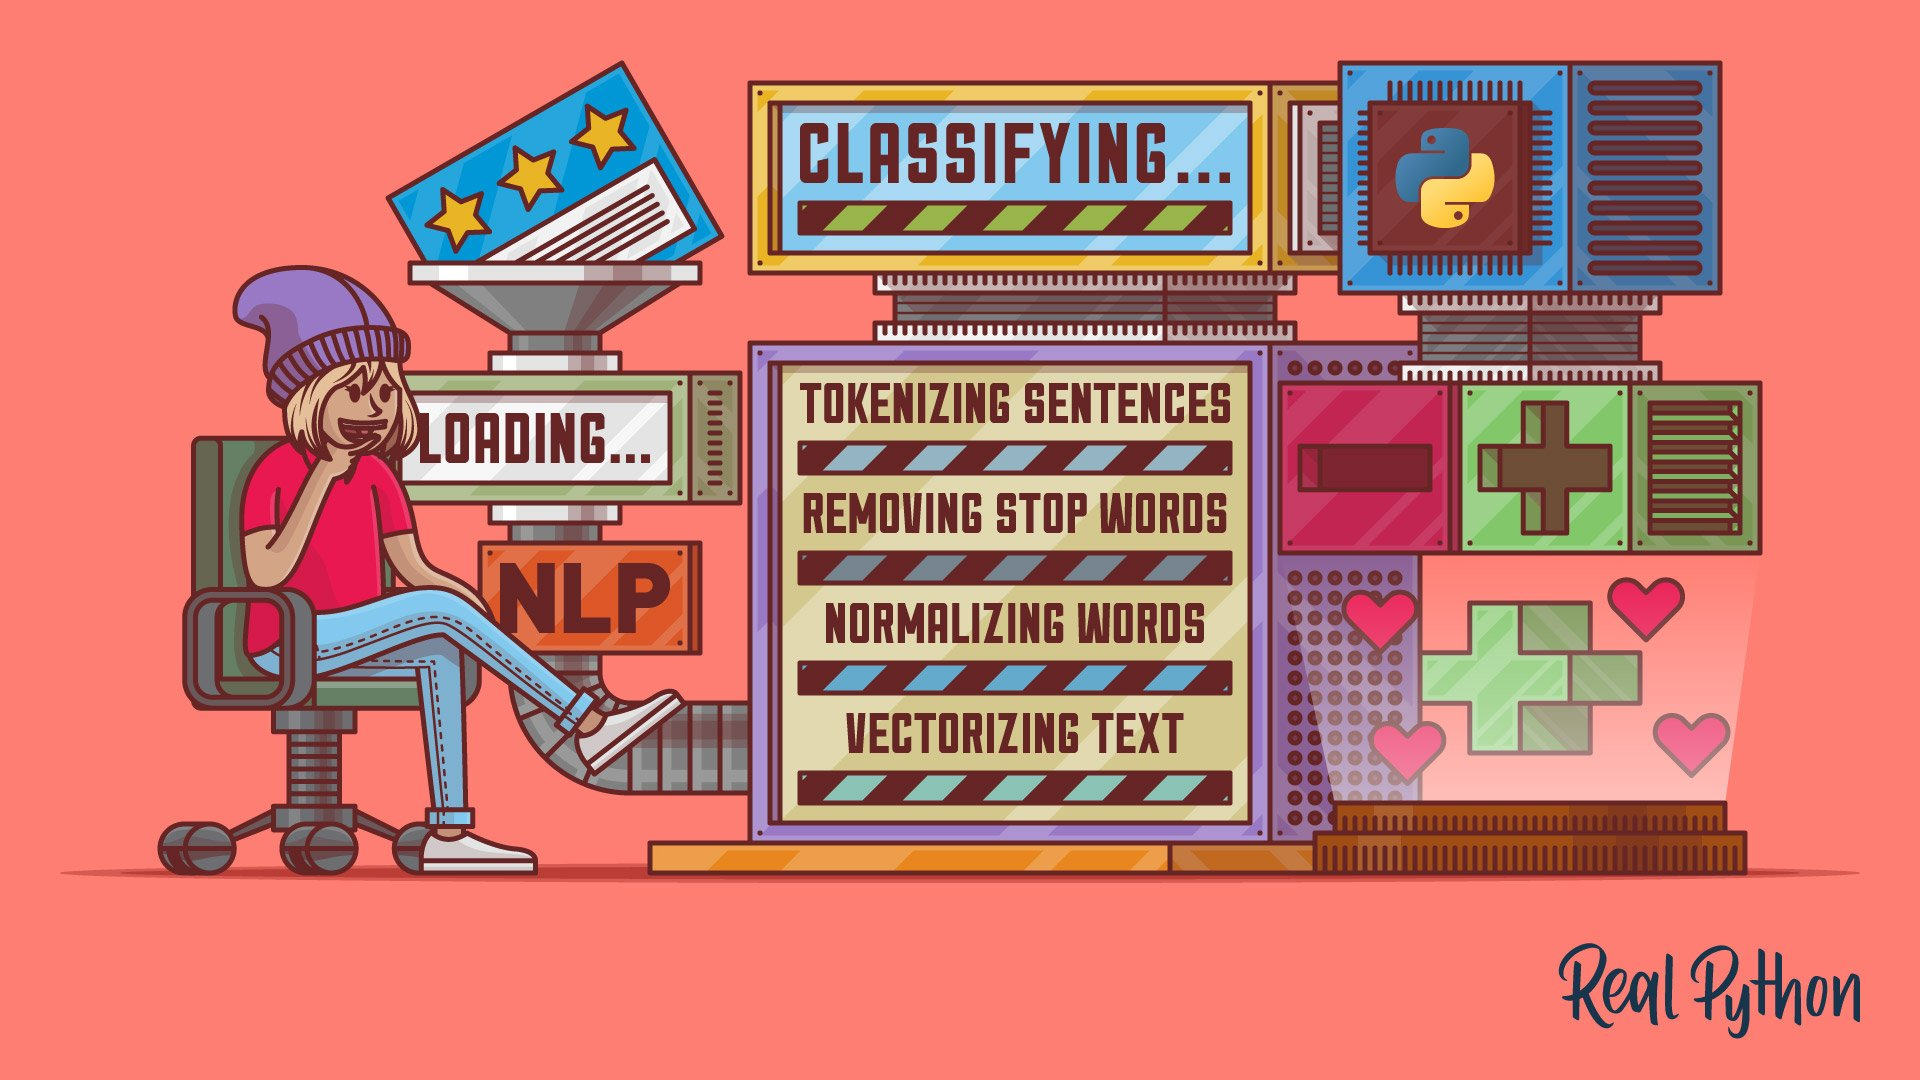 CLASSIFYING...
LOADING...
NLP
TOKENIZING SENTENCES
REMOVING STOP WORDS
NORMALIZING WORDS
VECTORIZING TEXT
Real Python